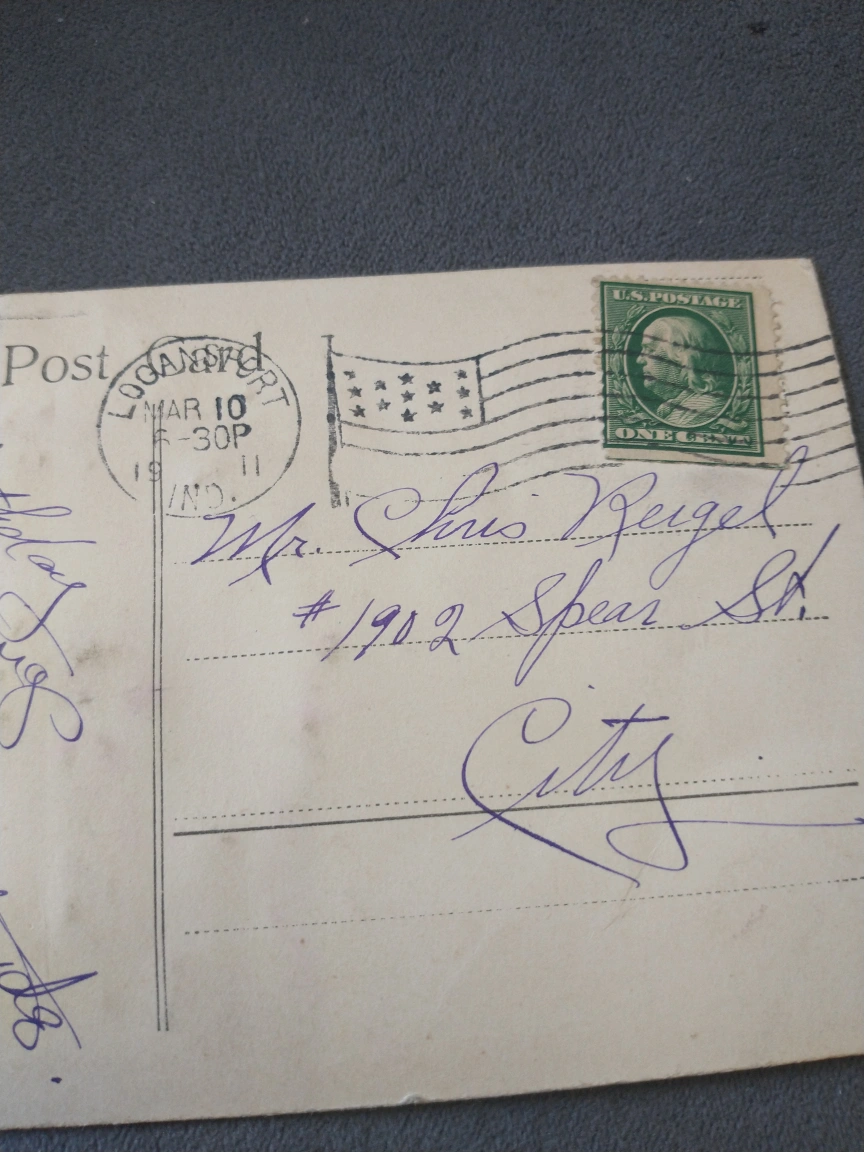 Post Card
U.S. POSTAGE
ONE CENT
LOGANSPORT
MAR 10
6-30P
19 11
IND.
Mr. Chris Reigel
#1902 Spear St.
City